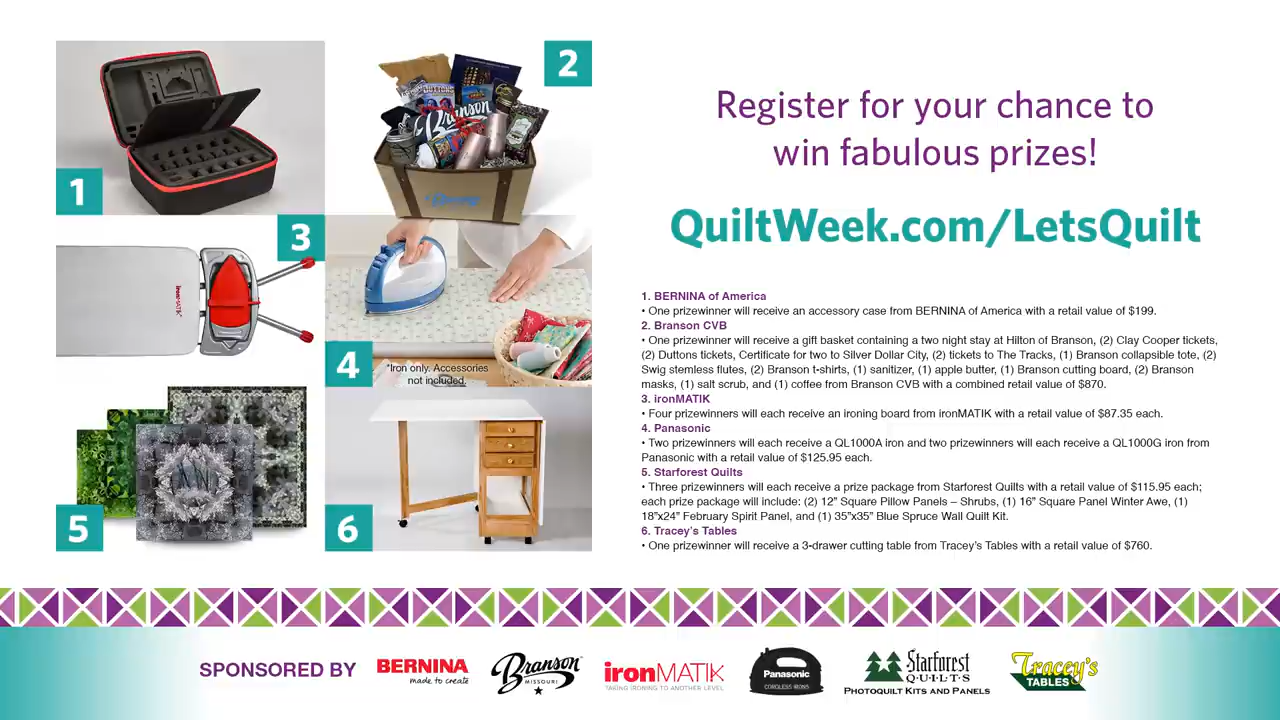 1
2
Branson
3
ironMATIK
4
*Iron only. Accessories
not included.
5
6
Register for your chance to
win fabulous prizes!
QuiltWeek.com/LetsQuilt
1. BERNINA of America
• One prizewinner will receive an accessory case from BERNINA of America with a retail value of $199.
2. Branson CVB
• One prizewinner will receive a gift basket containing a two night stay at Hilton of Branson, (2) Clay Cooper tickets,
(2) Duttons tickets, Certificate for two to Silver Dollar City, (2) tickets to The Tracks, (1) Branson collapsible tote, (2)
Swig stemless flutes, (2) Branson t-shirts, (1) sanitizer, (1) apple butter, (1) Branson cutting board, (2) Branson
masks, (1) salt scrub, and (1) coffee from Branson CVB with a combined retail value of $870.
3. ironMATIK
• Four prizewinners will each receive an ironing board from ironMATIK with a retail value of $87.35 each.
4. Panasonic
• Two prizewinners will each receive a QL1000A iron and two prizewinners will each receive a QL1000G iron from
Panasonic with a retail value of $125.95 each.
5. Starforest Quilts
• Three prizewinners will each receive a prize package from Starforest Quilts with a retail value of $115.95 each;
each prize package will include: (2) 12” Square Pillow Panels – Shrubs, (1) 16” Square Panel Winter Awe, (1)
18”x24” February Spirit Panel, and (1) 35”x35” Blue Spruce Wall Quilt Kit.
6. Tracey’s Tables
• One prizewinner will receive a 3-drawer cutting table from Tracey’s Tables with a retail value of $760.
SPONSORED BY
BERNINA
made to create
Branson
MISSOURI
ironMATIK
TAKING IRONING TO ANOTHER LEVEL
Panasonic
CORDLESS IRONS
Starforest
QUILTS
PHOTOQUILT KITS AND PANELS
Tracey's
TABLES